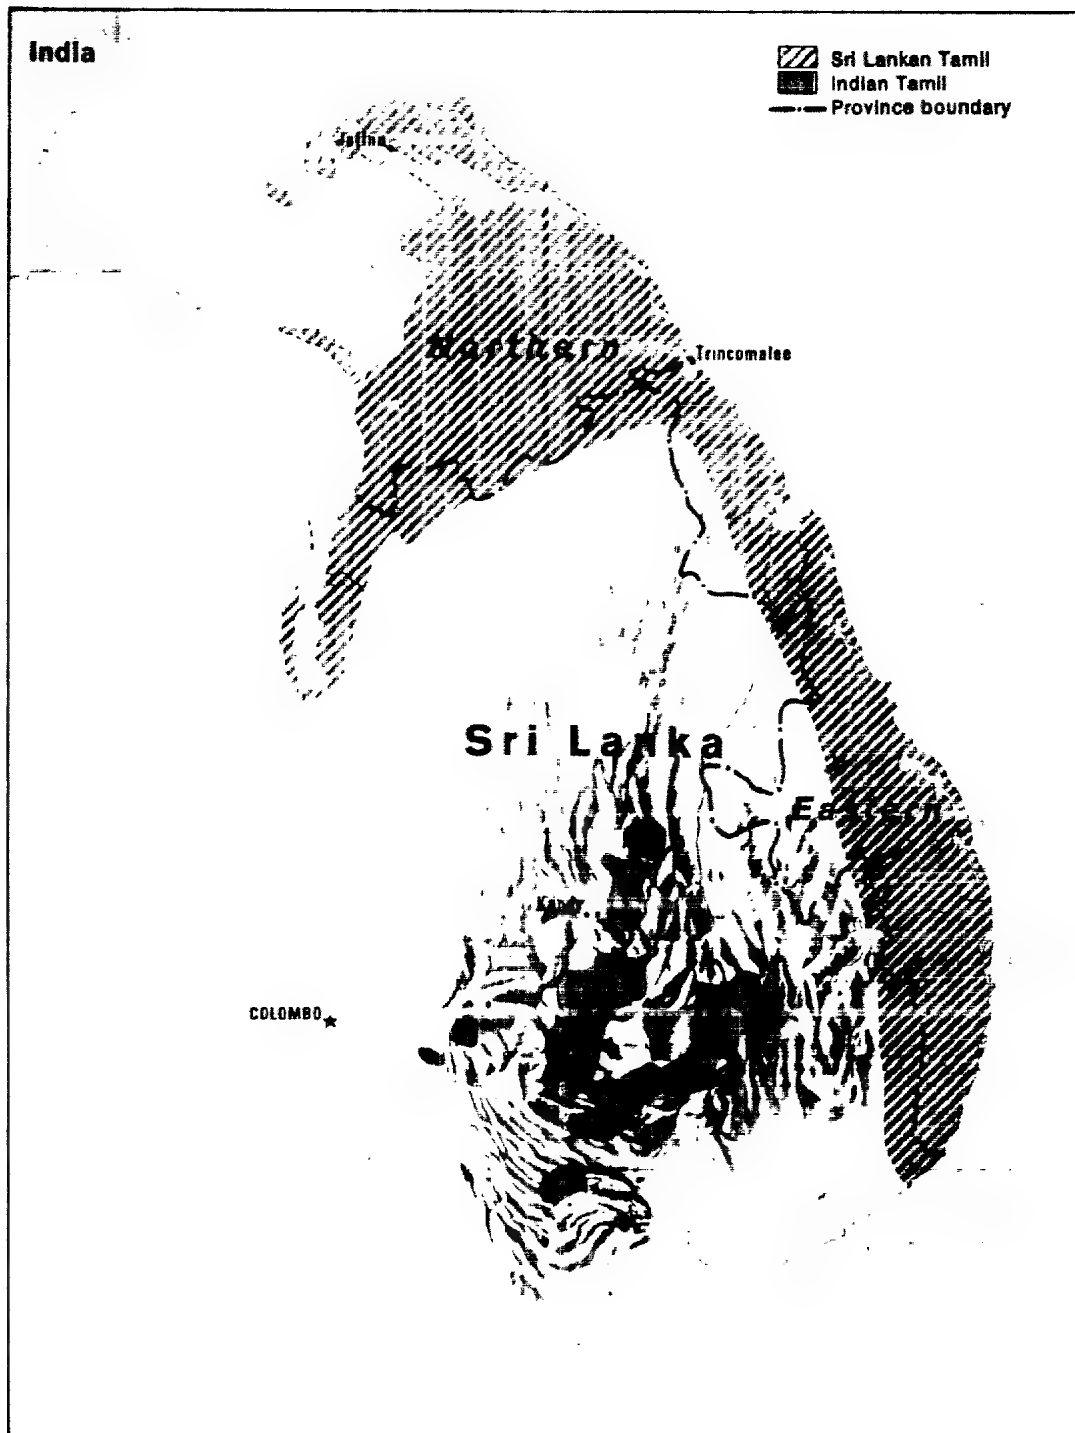 India
Sri Lankan Tamil
Indian Tamil
Province boundary
Jaffna
Northern
Trincomalee
Sri Lanka
Eastern
Kandy
COLOMBO